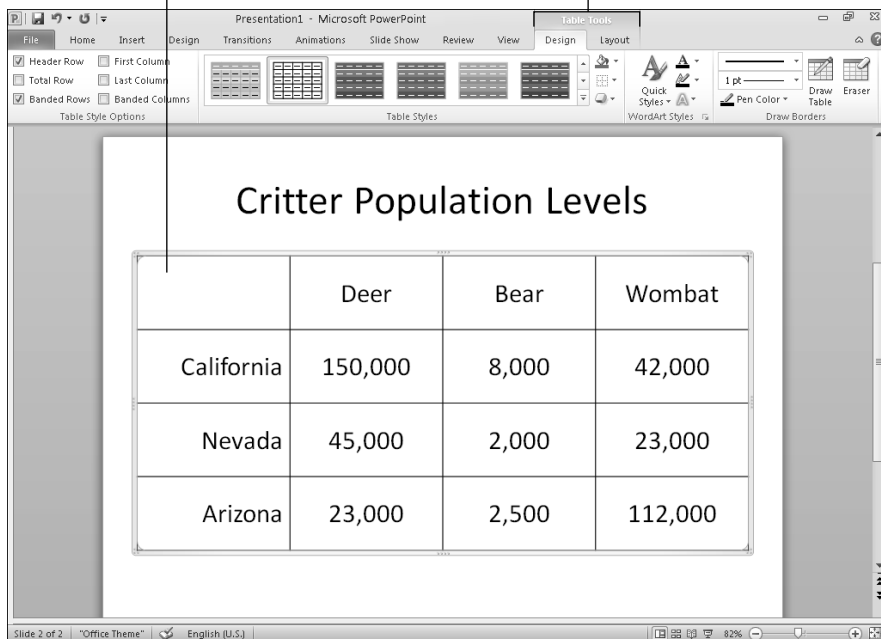 Presentation1 - Microsoft PowerPoint
Table Tools
File Home Insert Design Transitions Animations Slide Show Review View Design Layout
Header Row First Column
Total Row Last Column
Banded Rows Banded Columns
Table Style Options
Table Styles
Quick Styles
WordArt Styles
1 pt
Pen Color
Draw Table
Eraser
Draw Borders
Critter Population Levels
Deer Bear Wombat
California 150,000 8,000 42,000
Nevada 45,000 2,000 23,000
Arizona 23,000 2,500 112,000
Slide 2 of 2 "Office Theme" English (U.S.) 82%